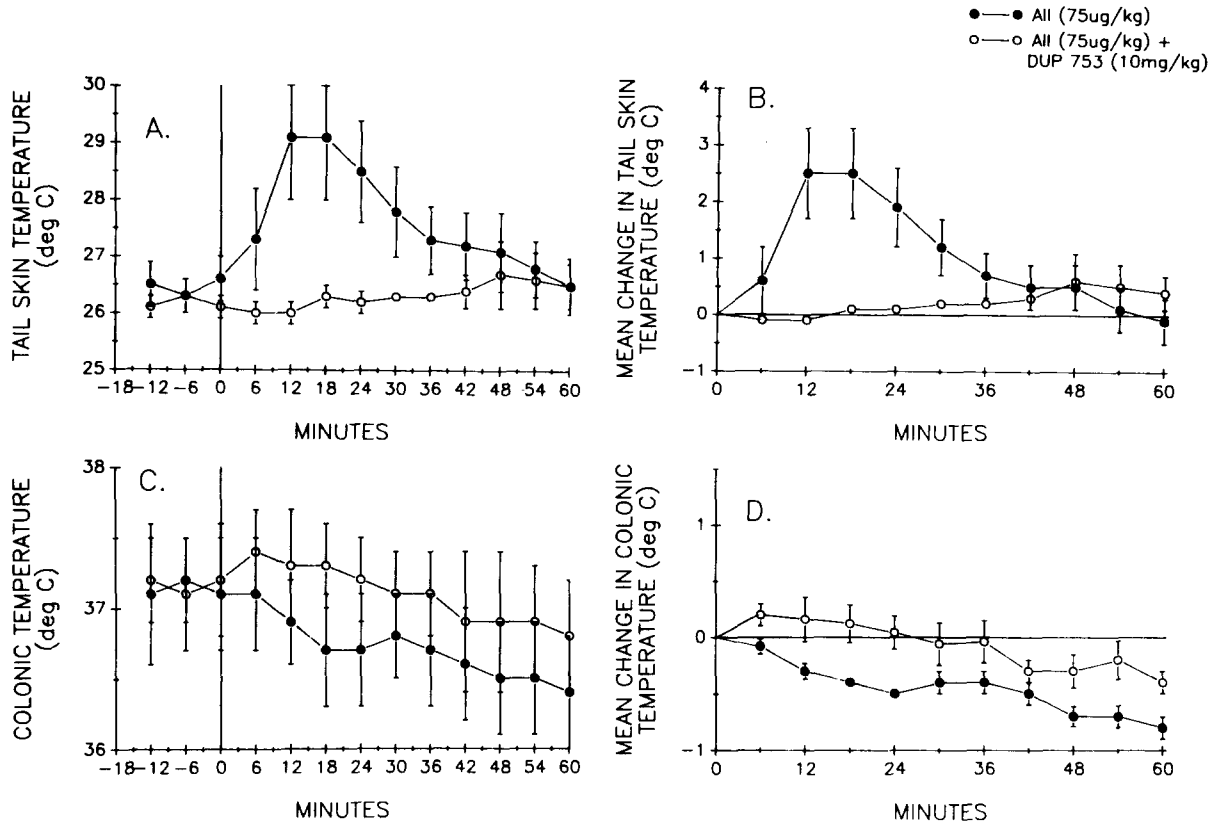 ●—● AII (75ug/kg)
○—○ AII (75ug/kg) +
DUP 753 (10mg/kg)
A.
TAIL SKIN TEMPERATURE
(deg C)
30
29
28
27
26
25
-18 -12 -6 0 6 12 18 24 30 36 42 48 54 60
MINUTES
B.
MEAN CHANGE IN TAIL SKIN
TEMPERATURE (deg C)
4
3
2
1
0
-1
0 12 24 36 48 60
MINUTES
C.
COLONIC TEMPERATURE
(deg C)
38
37
36
-18 -12 -6 0 6 12 18 24 30 36 42 48 54 60
MINUTES
D.
MEAN CHANGE IN COLONIC
TEMPERATURE (deg C)
1
0
-1
0 12 24 36 48 60
MINUTES